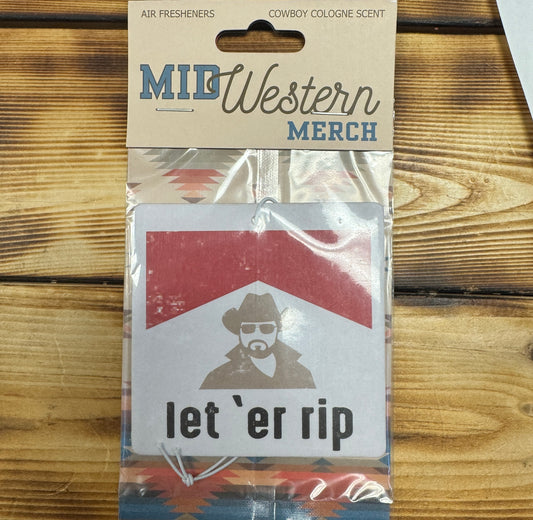 AIR FRESHENERS COWBOY COLOGNE SCENT
MID Western
MERCH
let 'er rip